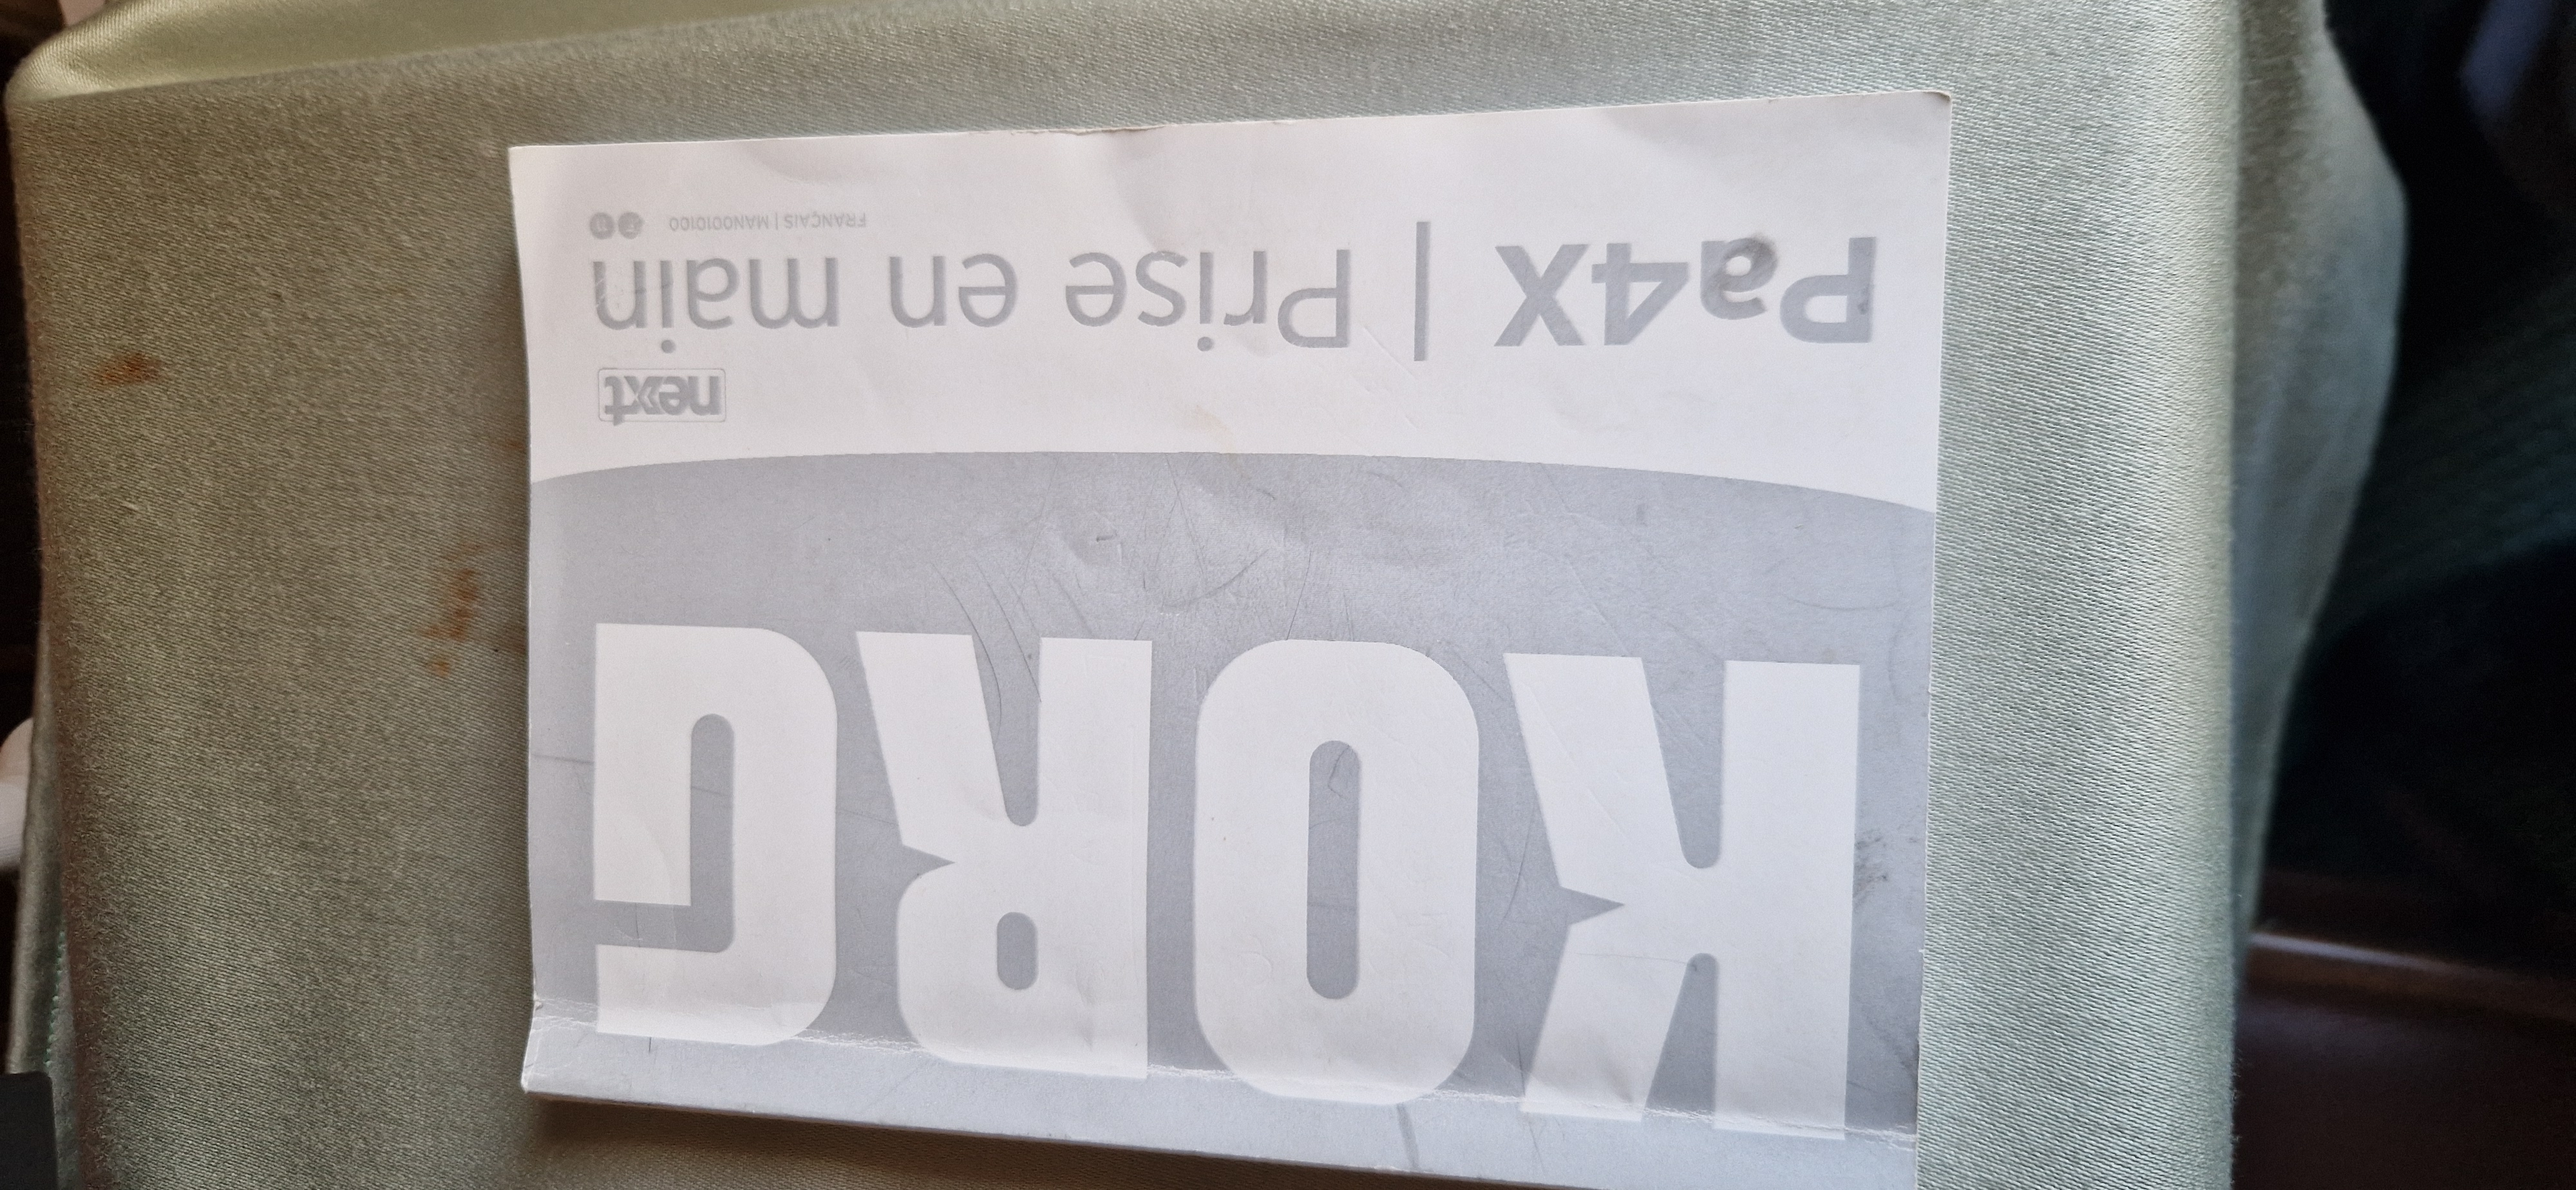 KORG
next
Pa4X | Prise en main
FRANÇAIS | MAN0010100